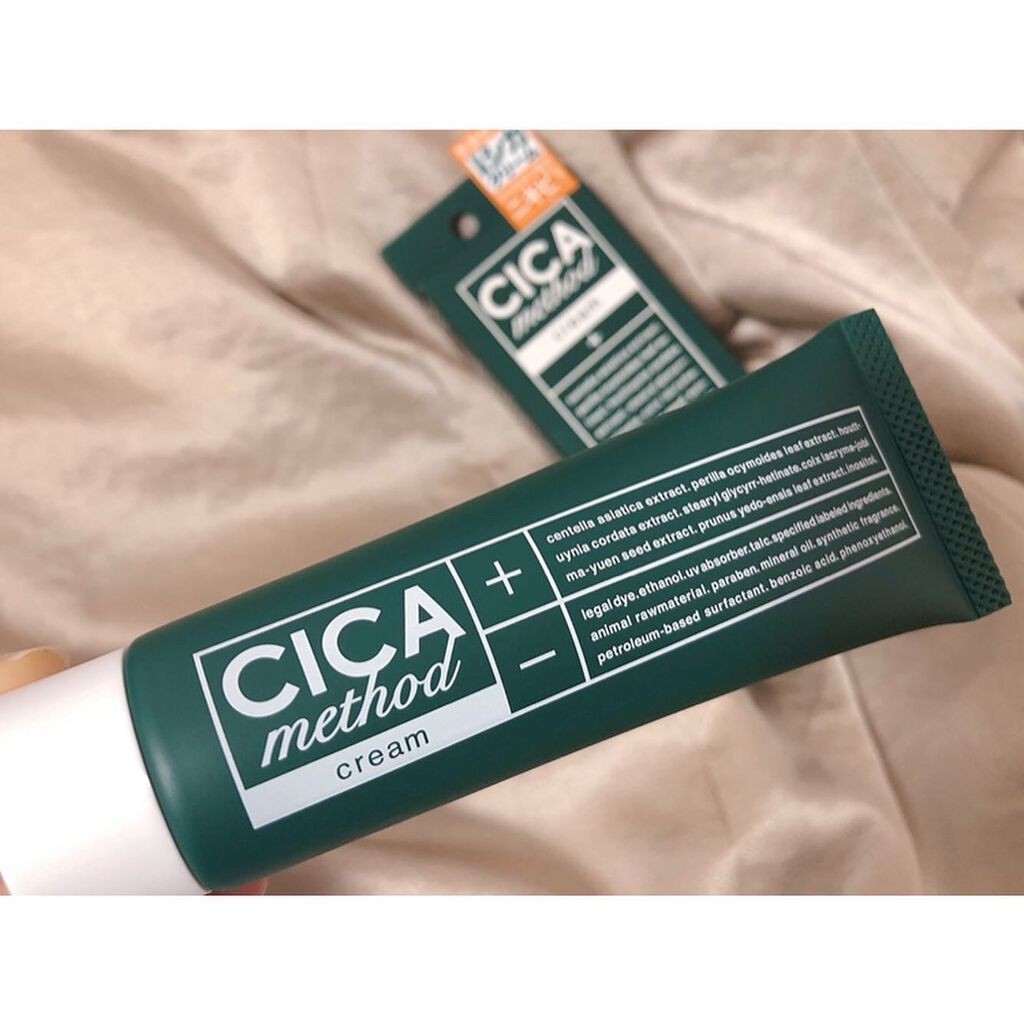 CICA
method
cream
+
centella asiatica extract. perilla ocymoides leaf extract. houtt-
uynia cordata extract. stearyl glycyrr-hetinate. coix lacryma-jobi
ma-yuen seed extract. prunus yedo-ensis leaf extract. inositol.
−
legal dye. ethanol. uv absorber. talc. specified labeled ingredients.
animal rawmaterial. paraben. mineral oil. synthetic fragrance.
petroleum-based surfactant. benzoic acid. phenoxyethanol.
CICA
method
cream
+